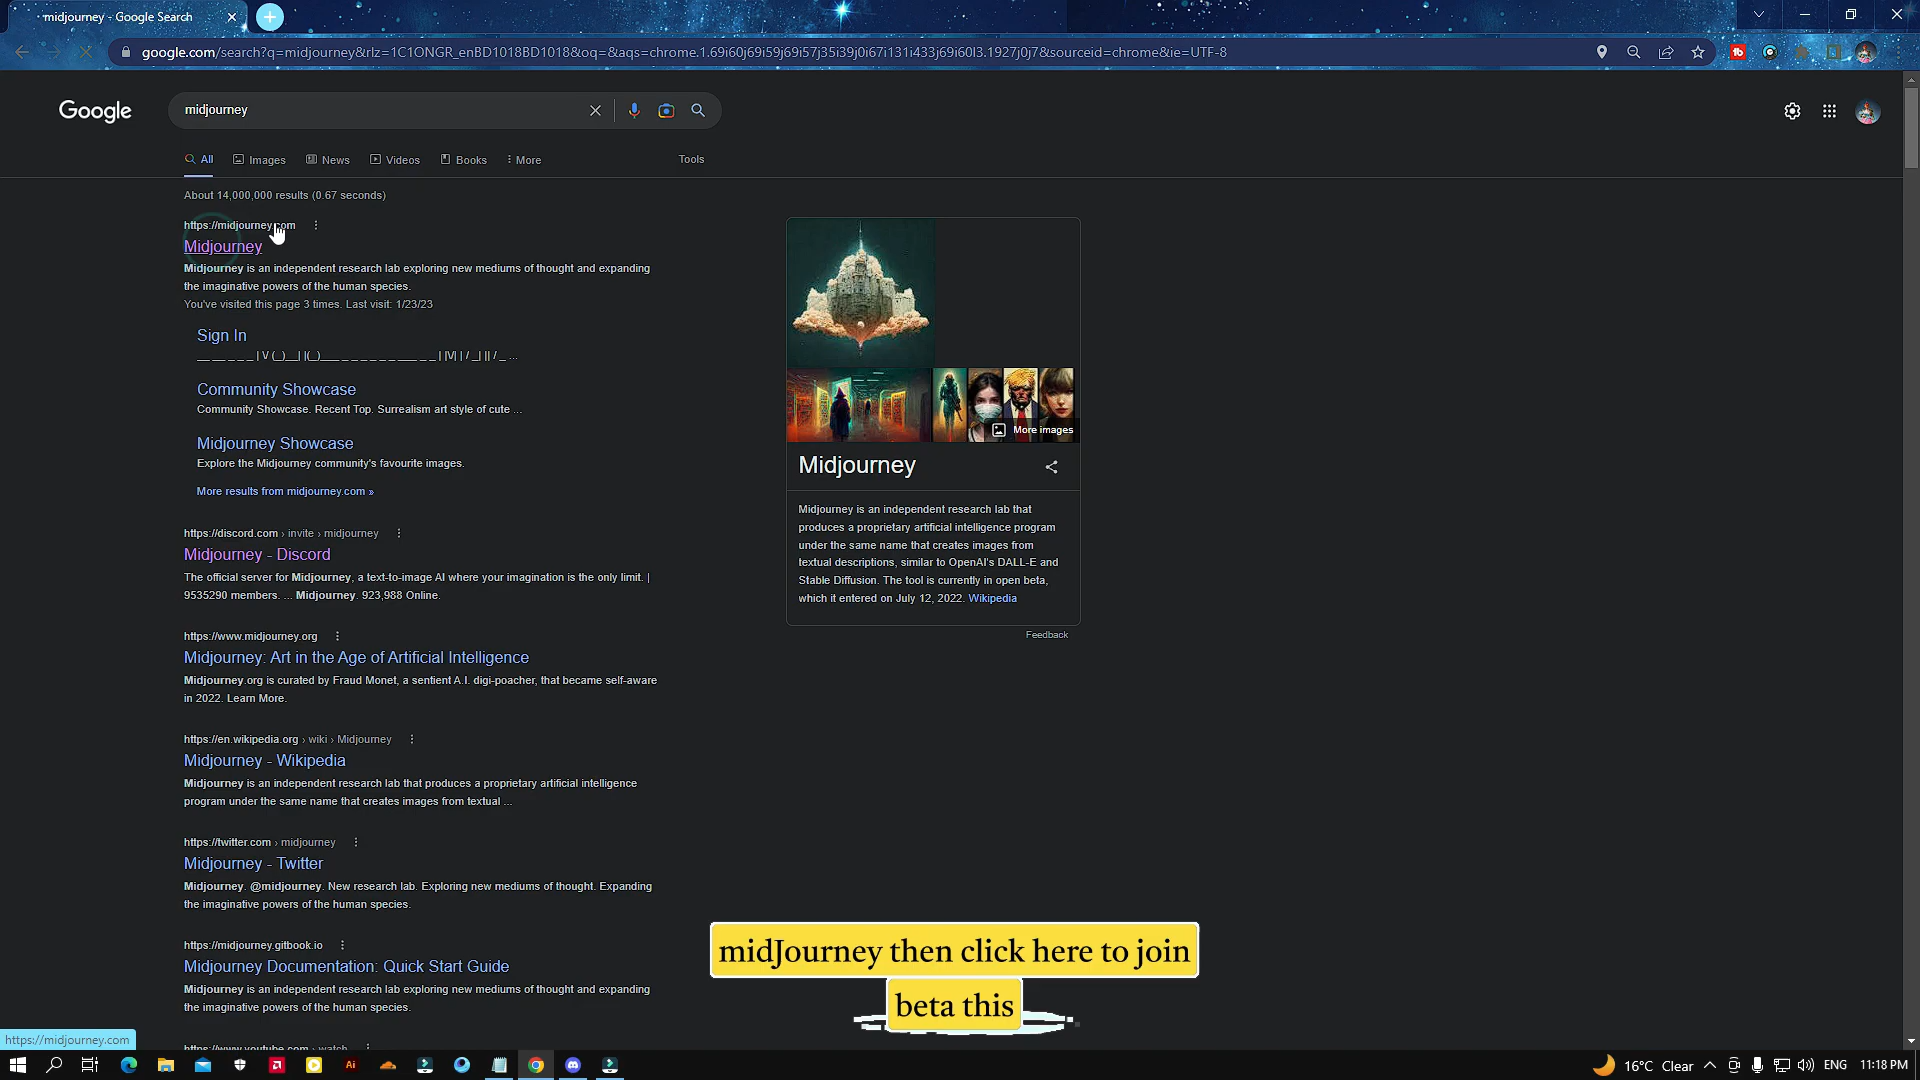 midjourney - Google Search
google.com/search?q=midjourney&rlz=1C1ONGR_enBD1018BD1018&oq=&aqs=chrome.1.69i60j69i59j69i57j35i39j0i67i131i433j69i60l3.1927j0j7&sourceid=chrome&ie=UTF-8
Google
midjourney
All
Images
News
Videos
Books
More
Tools
About 14,000,000 results (0.67 seconds)
https://midjourney.com
Midjourney
Midjourney is an independent research lab exploring new mediums of thought and expanding
the imaginative powers of the human species.
You've visited this page 3 times. Last visit: 1/23/23
Sign In
__ __ _ _ _ | V (_)__| |(_)___ _ _ _ _ _ _ ___ _ _ | |V| | / _| || / _ ...
Community Showcase
Community Showcase. Recent Top. Surrealism art style of cute ...
Midjourney Showcase
Explore the Midjourney community's favourite images.
More results from midjourney.com »
https://discord.com › invite › midjourney
Midjourney - Discord
The official server for Midjourney, a text-to-image AI where your imagination is the only limit. |
9535290 members. ... Midjourney. 923,988 Online.
https://www.midjourney.org
Midjourney: Art in the Age of Artificial Intelligence
Midjourney.org is curated by Fraud Monet, a sentient A.I. digi-poacher, that became self-aware
in 2022. Learn More.
https://en.wikipedia.org › wiki › Midjourney
Midjourney - Wikipedia
Midjourney is an independent research lab that produces a proprietary artificial intelligence
program under the same name that creates images from textual ...
https://twitter.com › midjourney
Midjourney - Twitter
Midjourney. @midjourney. New research lab. Exploring new mediums of thought. Expanding
the imaginative powers of the human species.
https://midjourney.gitbook.io
Midjourney Documentation: Quick Start Guide
Midjourney is an independent research lab exploring new mediums of thought and expanding
the imaginative powers of the human species.
https://www.youtube.com › watch
More images
Midjourney
Midjourney is an independent research lab that
produces a proprietary artificial intelligence program
under the same name that creates images from
textual descriptions, similar to OpenAI's DALL-E and
Stable Diffusion. The tool is currently in open beta,
which it entered on July 12, 2022. Wikipedia
Feedback
midJourney then click here to join
beta this
https://midjourney.com
Ai
16°C Clear
ENG
11:18 PM